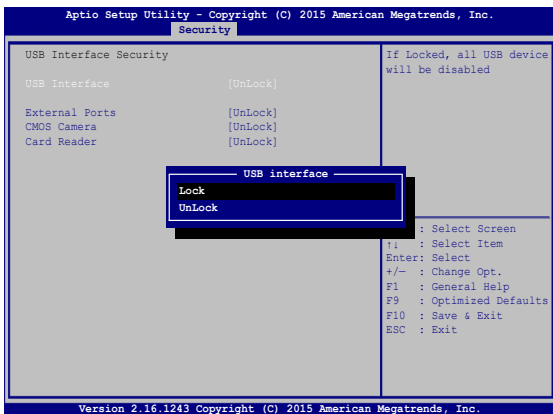 Aptio Setup Utility - Copyright (C) 2015 American Megatrends, Inc.
Security
USB Interface Security
USB Interface [UnLock]
External Ports [UnLock]
CMOS Camera [UnLock]
Card Reader [UnLock]
If Locked, all USB device
will be disabled
USB interface
Lock
UnLock
: Select Screen
↑↓ : Select Item
Enter: Select
+/— : Change Opt.
F1 : General Help
F9 : Optimized Defaults
F10 : Save & Exit
ESC : Exit
Version 2.16.1243 Copyright (C) 2015 American Megatrends, Inc.